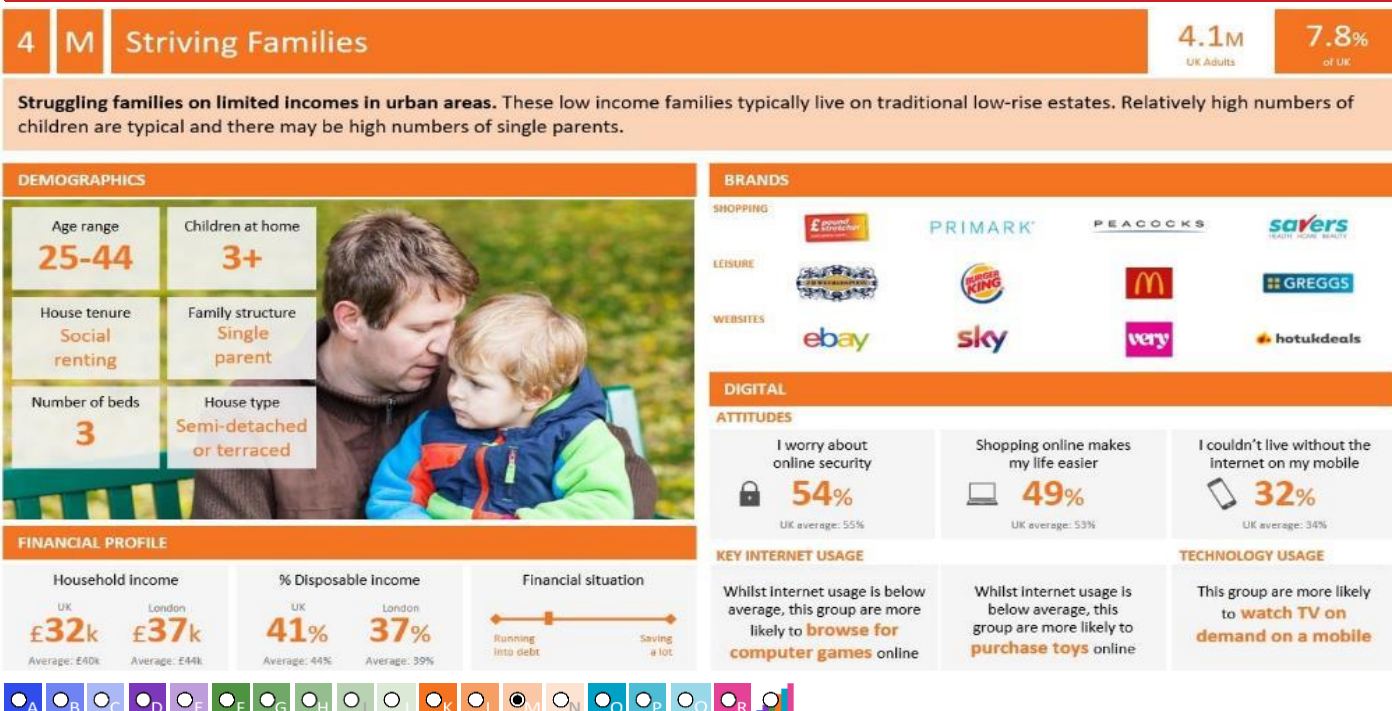 4 M Striving Families
4.1M
UK Adults
7.8%
of UK
Struggling families on limited incomes in urban areas. These low income families typically live on traditional low-rise estates. Relatively high numbers of
children are typical and there may be high numbers of single parents.
DEMOGRAPHICS
Age range
25-44
Children at home
3+
House tenure
Social
renting
Family structure
Single
parent
Number of beds
3
House type
Semi-detached
or terraced
FINANCIAL PROFILE
Household income
UK London
£32k £37k
Average: £40k Average: £44k
% Disposable income
UK London
41% 37%
Average: 44% Average: 39%
Financial situation
Running
into debt
Saving
a lot
BRANDS
SHOPPING
£ pound
stretcher
PRIMARK
PEACOCKS
savers
HEALTH HOME BEAUTY
LEISURE
BURGER
KING
GREGGS
WEBSITES
ebay
sky
very
hotukdeals
DIGITAL
ATTITUDES
I worry about
online security
54%
UK average: 55%
Shopping online makes
my life easier
49%
UK average: 53%
I couldn't live without the
internet on my mobile
32%
UK average: 34%
KEY INTERNET USAGE
Whilst internet usage is below
average, this group are more
likely to browse for
computer games online
Whilst internet usage is
below average, this
group are more likely to
purchase toys online
TECHNOLOGY USAGE
This group are more likely
to watch TV on
demand on a mobile
A B C D E F G H I J K L M N O P Q R